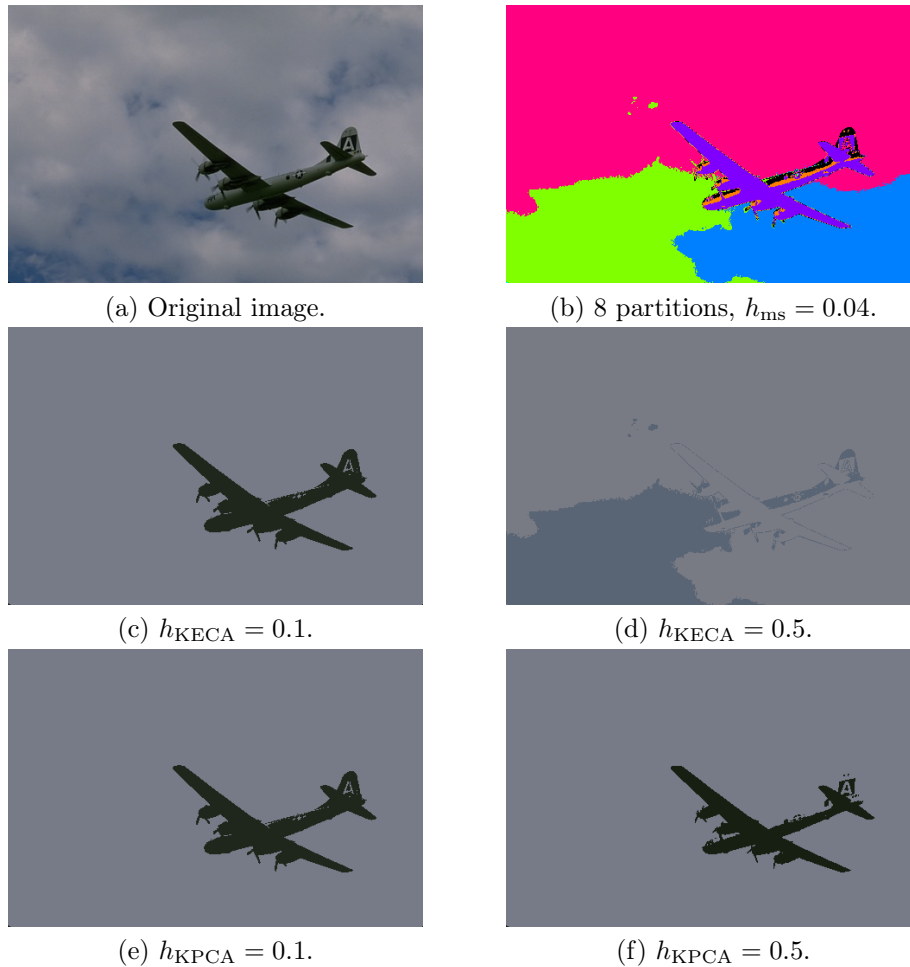 A
(a) Original image.
(b) 8 partitions, h_ms = 0.04.
A
(c) h_KECA = 0.1.
(d) h_KECA = 0.5.
A
A
(e) h_KPCA = 0.1.
(f) h_KPCA = 0.5.